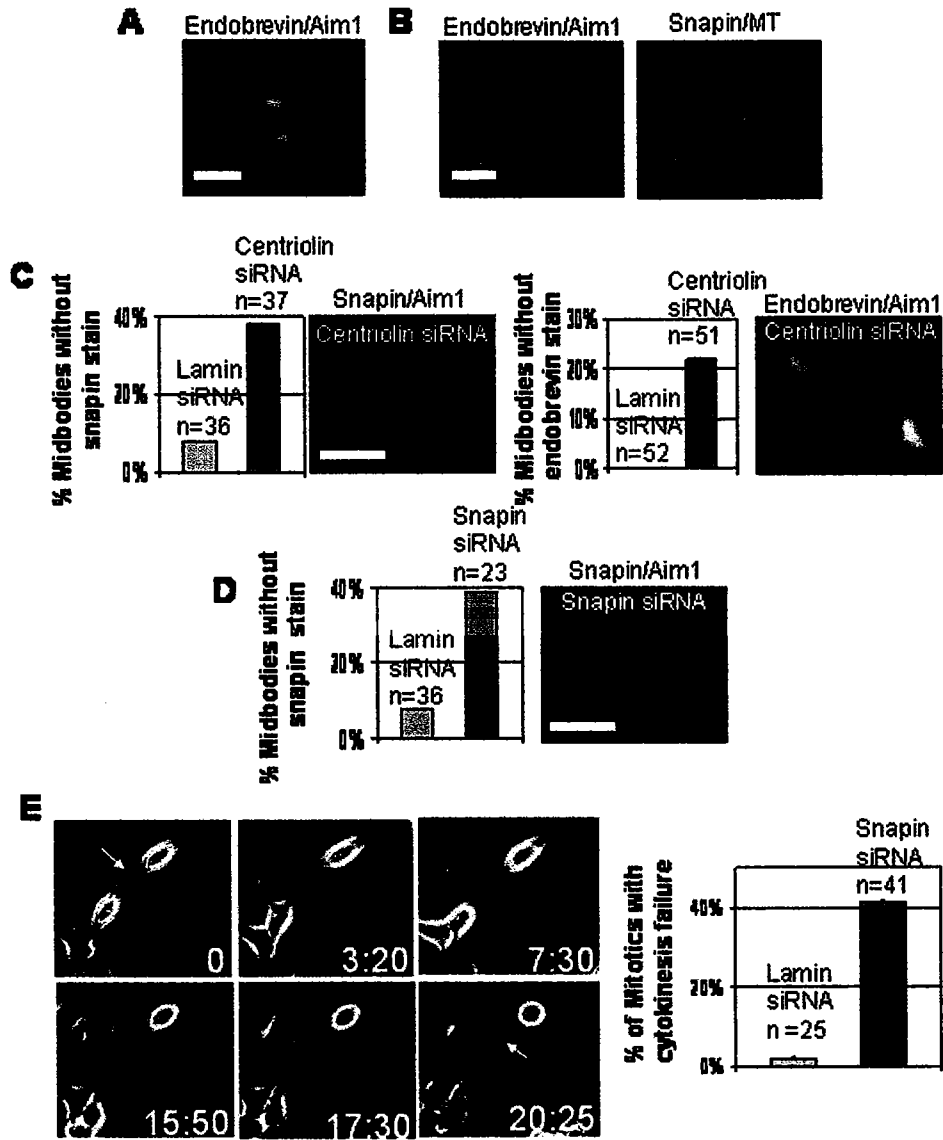 A
Endobrevin/Aim1
B
Endobrevin/Aim1
Snapin/MT
C
% Midbodies without
snapin stain
40%
20%
0%
Lamin
siRNA
n=36
Centriolin
siRNA
n=37
Snapin/Aim1
Centriolin siRNA
% Midbodies without
endobrevin stain
30%
20%
10%
0%
Lamin
siRNA
n=52
Centriolin
siRNA
n=51
Endobrevin/Aim1
Centriolin siRNA
D
% Midbodies without
snapin stain
40%
20%
0%
Lamin
siRNA
n=36
Snapin
siRNA
n=23
Snapin/Aim1
Snapin siRNA
E
0
3:20
7:30
15:50
17:30
20:25
% of Mitotics with
cytokinesis failure
40%
20%
0%
Lamin
siRNA
n =25
Snapin
siRNA
n=41